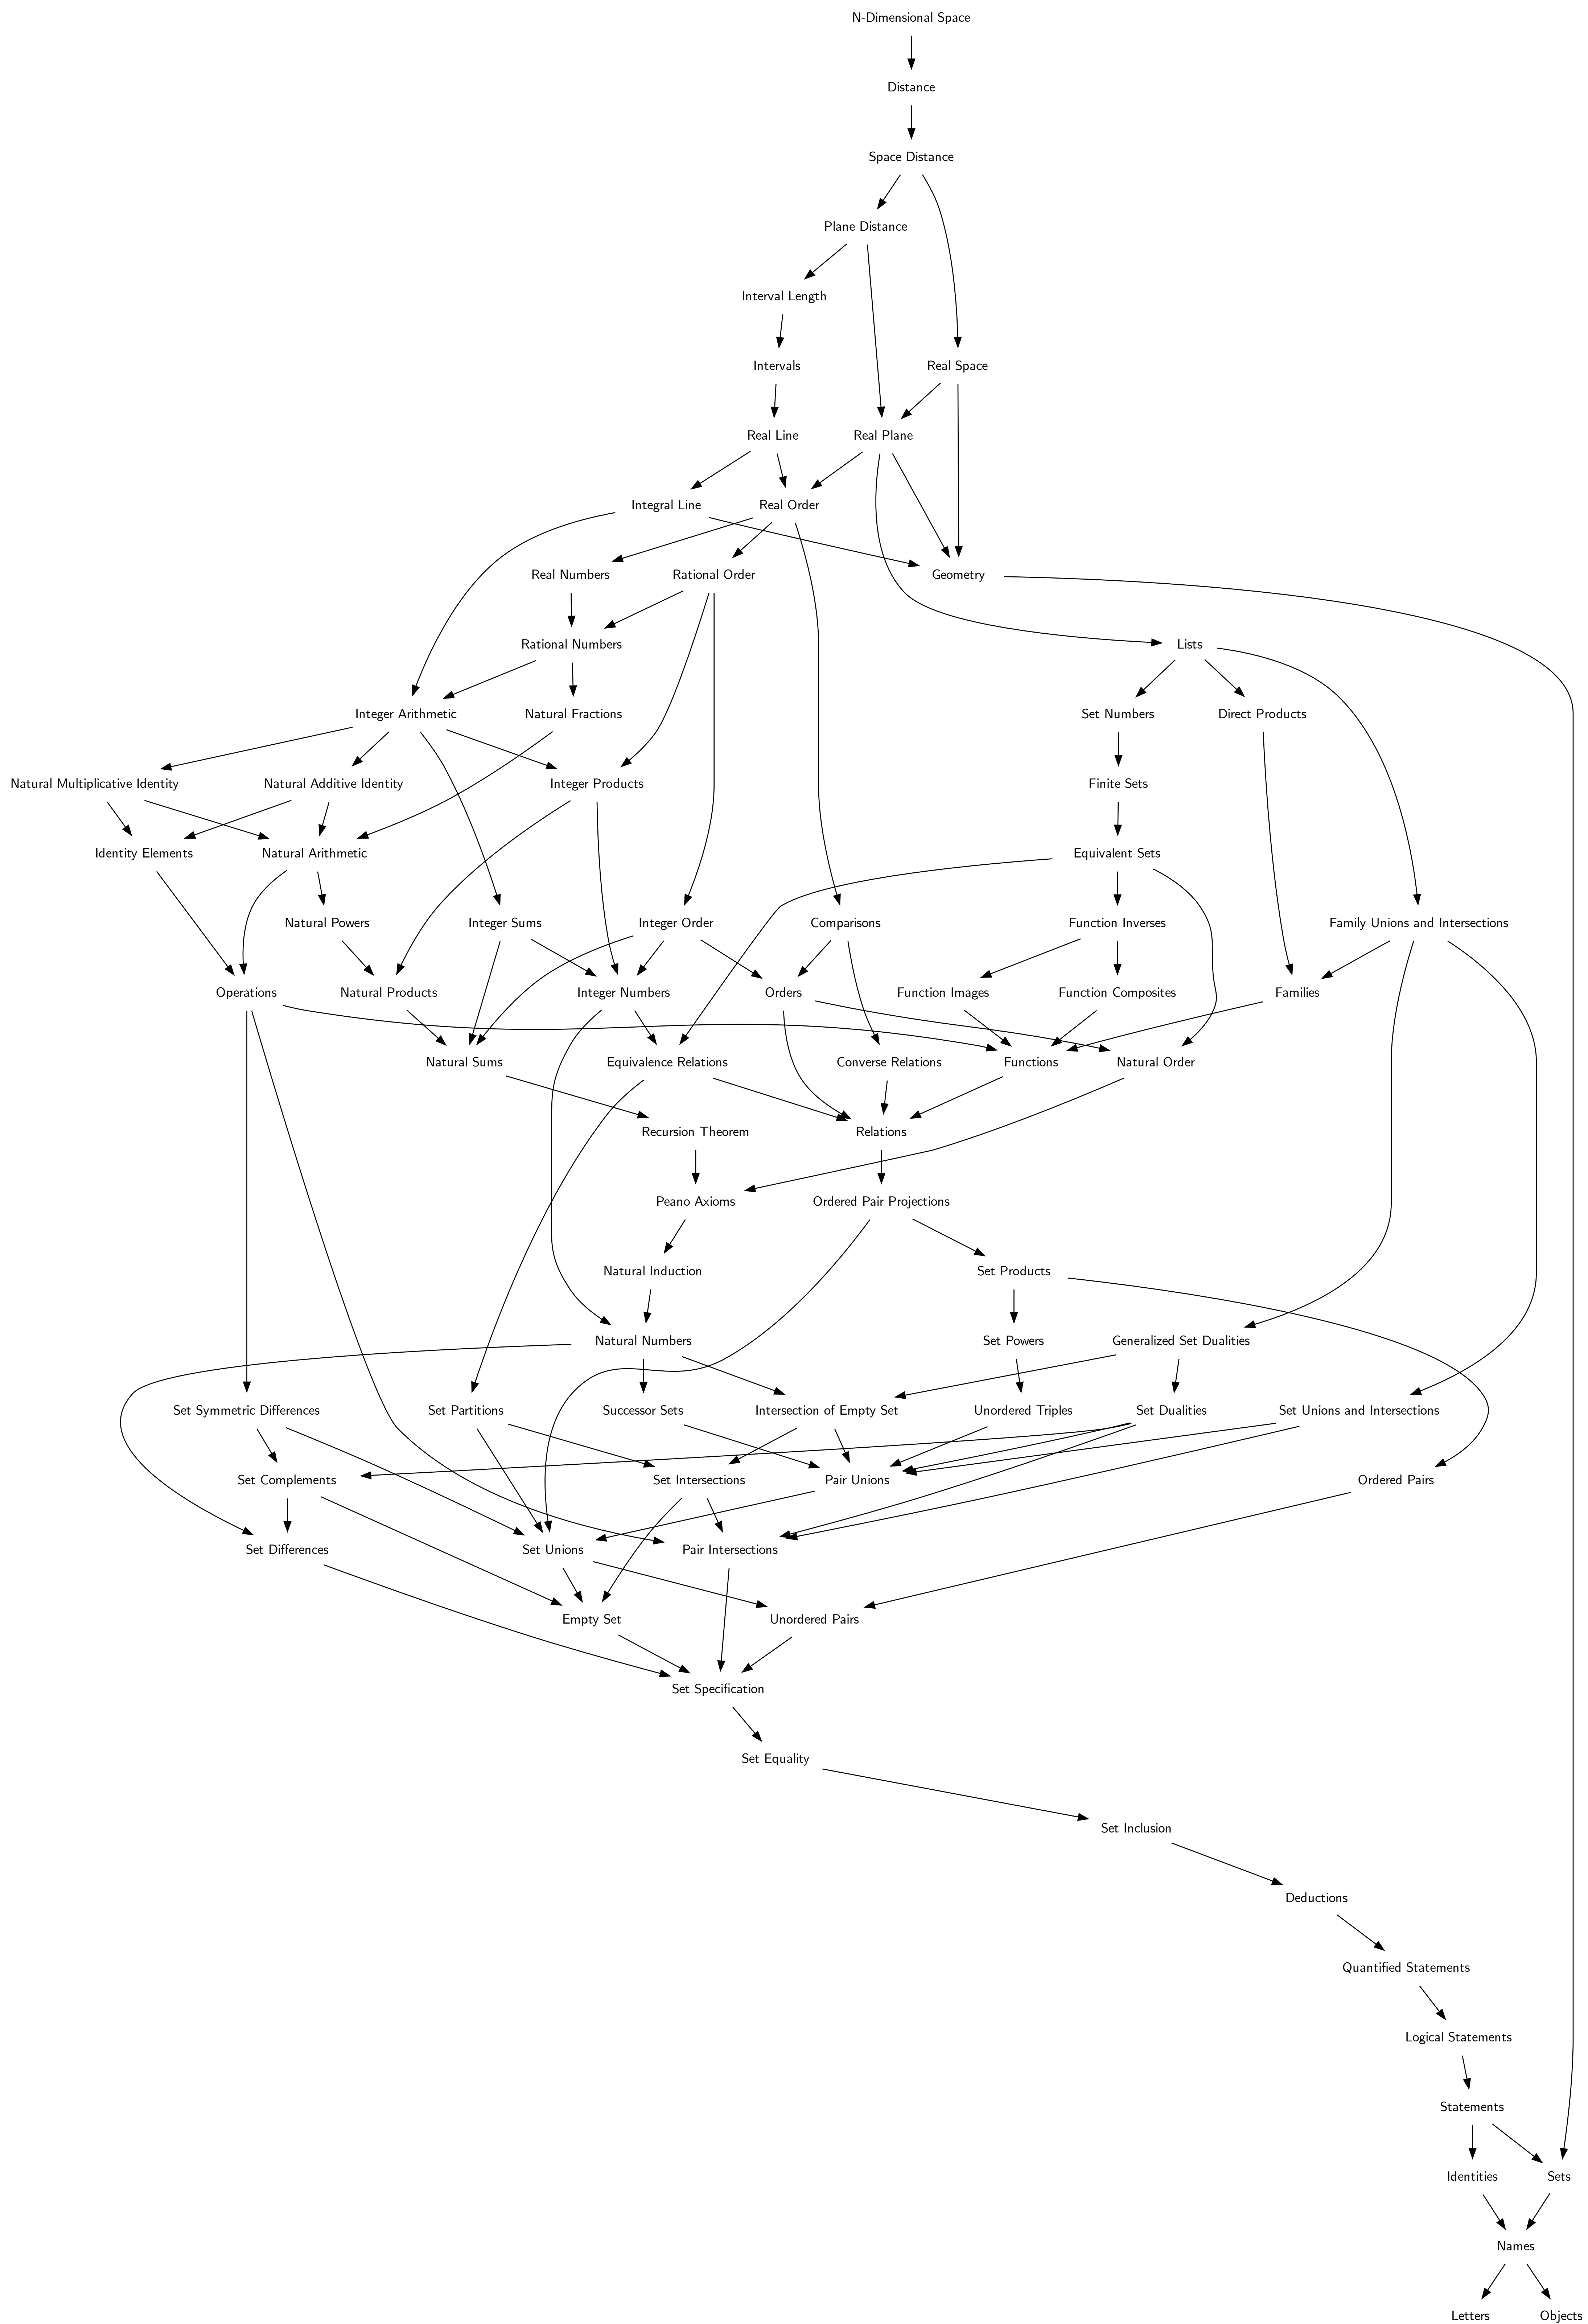 N-Dimensional Space
Distance
Space Distance
Plane Distance
Interval Length
Intervals
Real Space
Real Line
Real Plane
Integral Line
Real Order
Real Numbers
Rational Order
Geometry
Rational Numbers
Lists
Integer Arithmetic
Natural Fractions
Set Numbers
Direct Products
Natural Multiplicative Identity
Natural Additive Identity
Integer Products
Finite Sets
Identity Elements
Natural Arithmetic
Equivalent Sets
Natural Powers
Integer Sums
Integer Order
Comparisons
Function Inverses
Family Unions and Intersections
Operations
Natural Products
Integer Numbers
Orders
Function Images
Function Composites
Families
Natural Sums
Equivalence Relations
Converse Relations
Functions
Natural Order
Recursion Theorem
Relations
Peano Axioms
Ordered Pair Projections
Natural Induction
Set Products
Natural Numbers
Set Powers
Generalized Set Dualities
Set Symmetric Differences
Set Partitions
Successor Sets
Intersection of Empty Set
Unordered Triples
Set Dualities
Set Unions and Intersections
Set Complements
Set Intersections
Pair Unions
Ordered Pairs
Set Differences
Set Unions
Pair Intersections
Empty Set
Unordered Pairs
Set Specification
Set Equality
Set Inclusion
Deductions
Quantified Statements
Logical Statements
Statements
Identities
Sets
Names
Letters
Objects